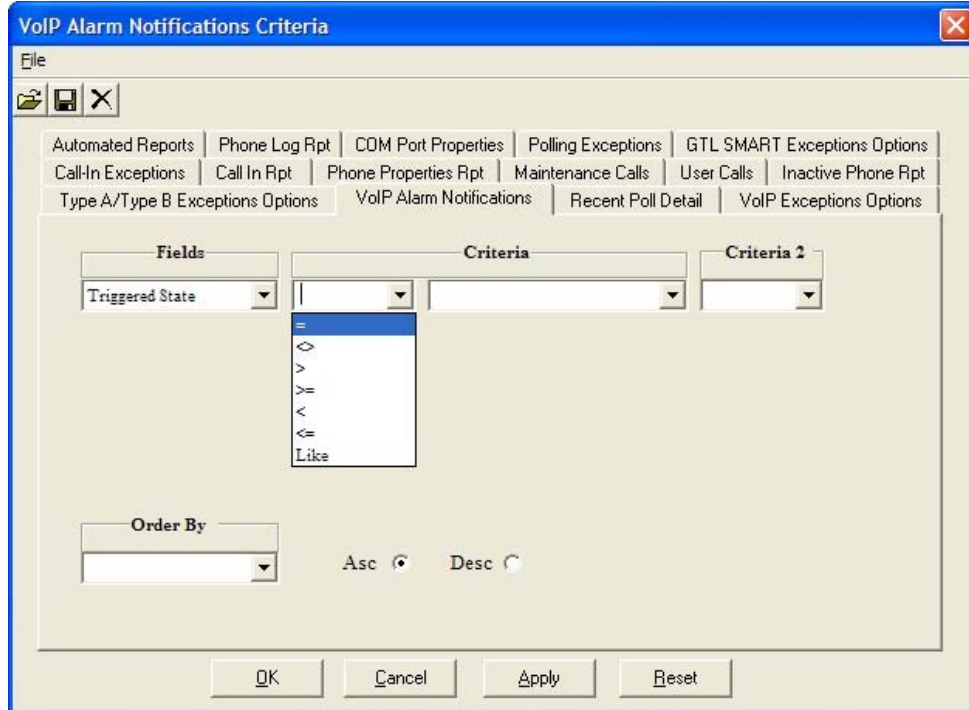 VoIP Alarm Notifications Criteria
File
Automated Reports Phone Log Rpt COM Port Properties Polling Exceptions GTL SMART Exceptions Options
Call-In Exceptions Call In Rpt Phone Properties Rpt Maintenance Calls User Calls Inactive Phone Rpt
Type A/Type B Exceptions Options VoIP Alarm Notifications Recent Poll Detail VoIP Exceptions Options
Fields Criteria Criteria 2
Triggered State
=
<>
>
>=
<
<=
Like
Order By
Asc Desc
OK Cancel Apply Reset